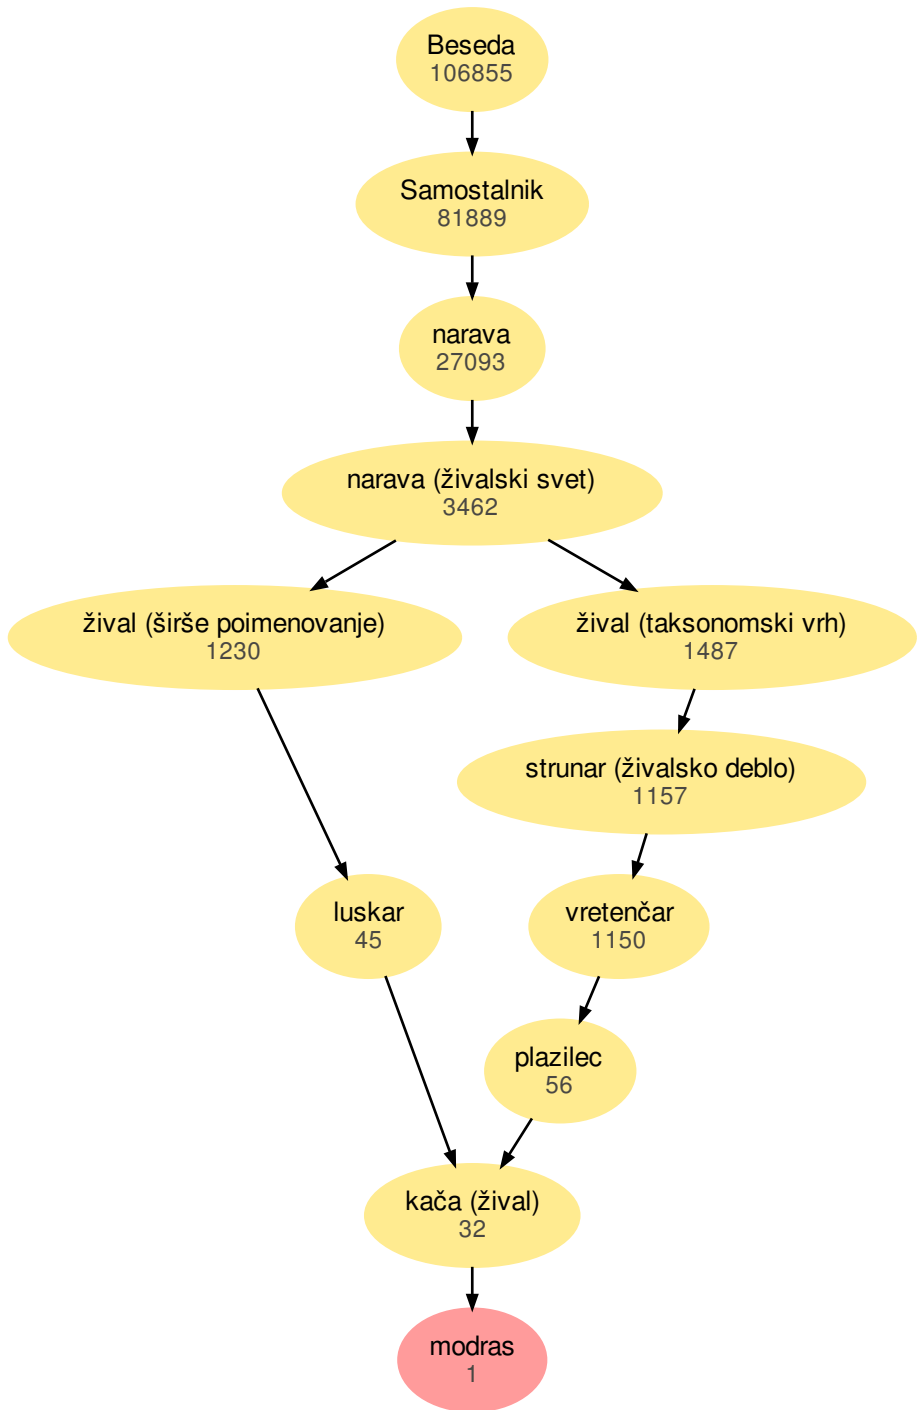 Beseda
106855
Samostalnik
81889
narava
27093
narava (živalski svet)
3462
žival (širše poimenovanje)
1230
žival (taksonomski vrh)
1487
strunar (živalsko deblo)
1157
luskar
45
vretenčar
1150
plazilec
56
kača (žival)
32
modras
1